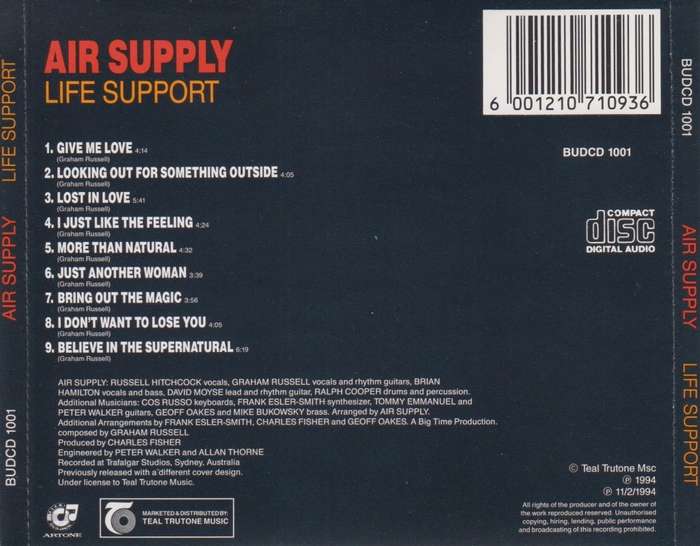 AIR SUPPLY
LIFE SUPPORT
1. GIVE ME LOVE 4:14
(Graham Russell)
2. LOOKING OUT FOR SOMETHING OUTSIDE 4:05
(Graham Russell)
3. LOST IN LOVE 5:41
(Graham Russell)
4. I JUST LIKE THE FEELING 4:24
(Graham Russell)
5. MORE THAN NATURAL 4:32
(Graham Russell)
6. JUST ANOTHER WOMAN 3:39
(Graham Russell)
7. BRING OUT THE MAGIC 3:56
(Graham Russell)
8. I DON'T WANT TO LOSE YOU 4:05
(Graham Russell)
9. BELIEVE IN THE SUPERNATURAL 6:19
(Graham Russell)
AIR SUPPLY: RUSSELL HITCHCOCK vocals, GRAHAM RUSSELL vocals and rhythm guitars, BRIAN
HAMILTON vocals and bass, DAVID MOYSE lead and rhythm guitar, RALPH COOPER drums and percussion.
Additional Musicians: COS RUSSO keyboards, FRANK ESLER-SMITH synthesizer, TOMMY EMMANUEL and
PETER WALKER guitars, GEOFF OAKES and MIKE BUKOWSKY brass. Arranged by AIR SUPPLY.
Additional Arrangements by FRANK ESLER-SMITH, CHARLES FISHER and GEOFF OAKES. A Big Time Production.
composed by GRAHAM RUSSELL
Produced by CHARLES FISHER
Engineered by PETER WALKER and ALLAN THORNE
Recorded at Trafalgar Studios, Sydney, Australia
Previously released with a different cover design.
Under license to Teal Trutone Music.
ARTONE
MARKETED & DISTRIBUTED BY:
TEAL TRUTONE MUSIC
6 001210 710936
BUDCD 1001
COMPACT
disc
DIGITAL AUDIO
© Teal Trutone Msc
℗ 1994
℗ 11/2/1994
All rights of the producer and of the owner of
the work reproduced reserved. Unauthorised
copying, hiring, lending, public performance
and broadcasting of this recording prohibited.
BUDCD 1001 AIR SUPPLY LIFE SUPPORT
BUDCD 1001 AIR SUPPLY LIFE SUPPORT